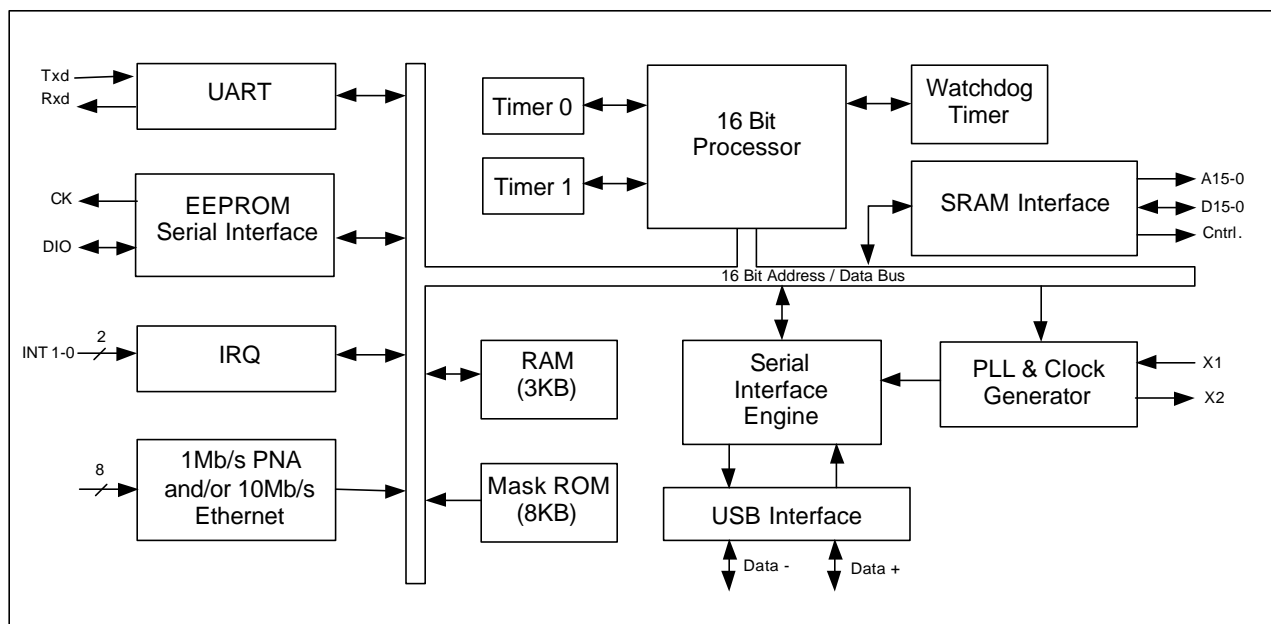 Txd
Rxd
UART
CK
DIO
EEPROM
Serial Interface
INT 1-0
2
IRQ
8
1Mb/s PNA
and/or 10Mb/s
Ethernet
Timer 0
Timer 1
16 Bit
Processor
Watchdog
Timer
SRAM Interface
A15-0
D15-0
Cntrl.
16 Bit Address / Data Bus
RAM
(3KB)
Mask ROM
(8KB)
Serial
Interface
Engine
PLL & Clock
Generator
X1
X2
USB Interface
Data -
Data +